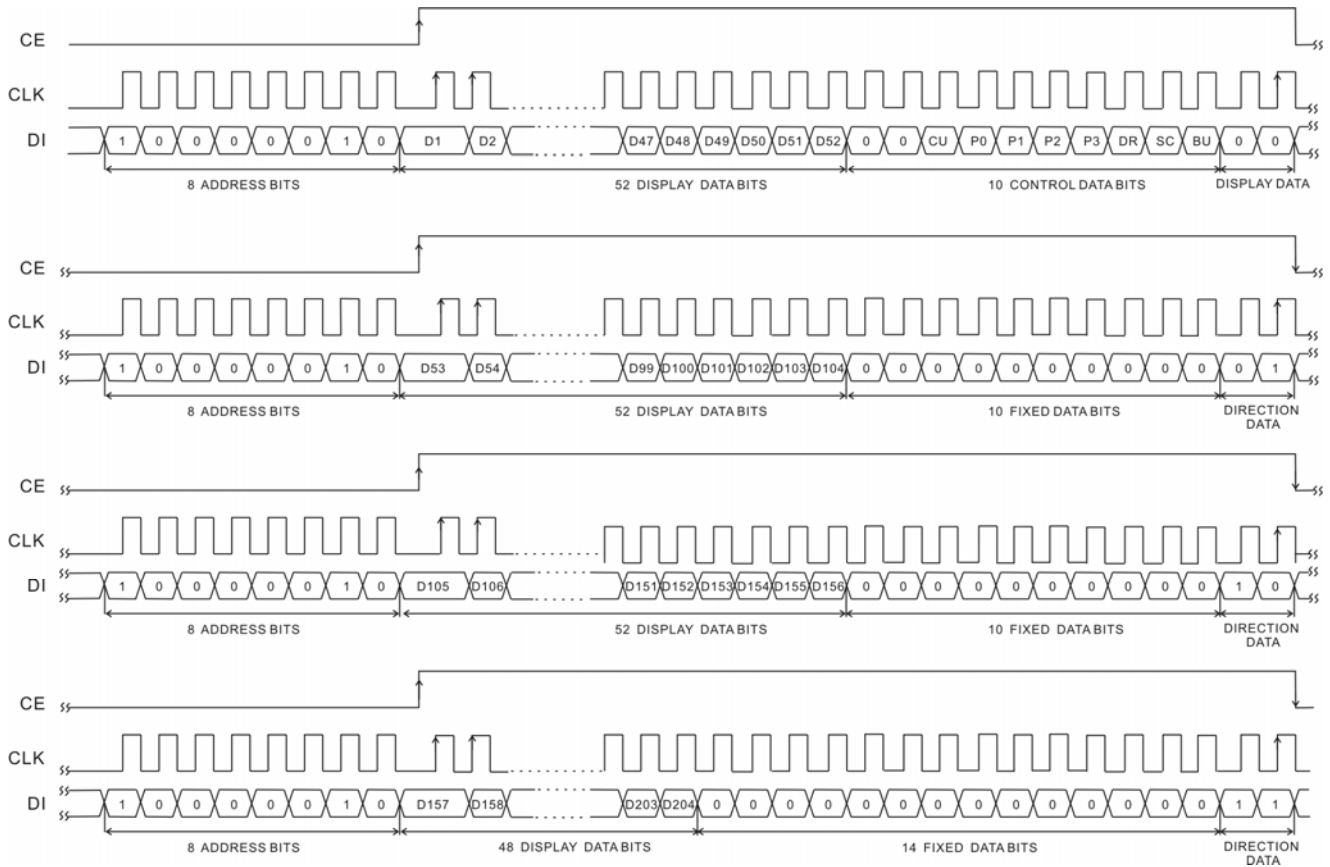 CE
CLK
DI 1 0 0 0 0 0 1 0 D1 D2 D47 D48 D49 D50 D51 D52 0 0 CU P0 P1 P2 P3 DR SC BU 0 0
8 ADDRESS BITS 52 DISPLAY DATA BITS 10 CONTROL DATA BITS DISPLAY DATA
CE
CLK
DI 1 0 0 0 0 0 1 0 D53 D54 D99 D100 D101 D102 D103 D104 0 0 0 0 0 0 0 0 0 0 0 1
8 ADDRESS BITS 52 DISPLAY DATA BITS 10 FIXED DATA BITS DIRECTION
DATA
CE
CLK
DI 1 0 0 0 0 0 1 0 D105 D106 D151 D152 D153 D154 D155 D156 0 0 0 0 0 0 0 0 0 0 1 0
8 ADDRESS BITS 52 DISPLAY DATA BITS 10 FIXED DATA BITS DIRECTION
DATA
CE
CLK
DI 1 0 0 0 0 0 1 0 D157 D158 D203 D204 0 0 0 0 0 0 0 0 0 0 0 0 0 0 1 1
8 ADDRESS BITS 48 DISPLAY DATA BITS 14 FIXED DATA BITS DIRECTION
DATA